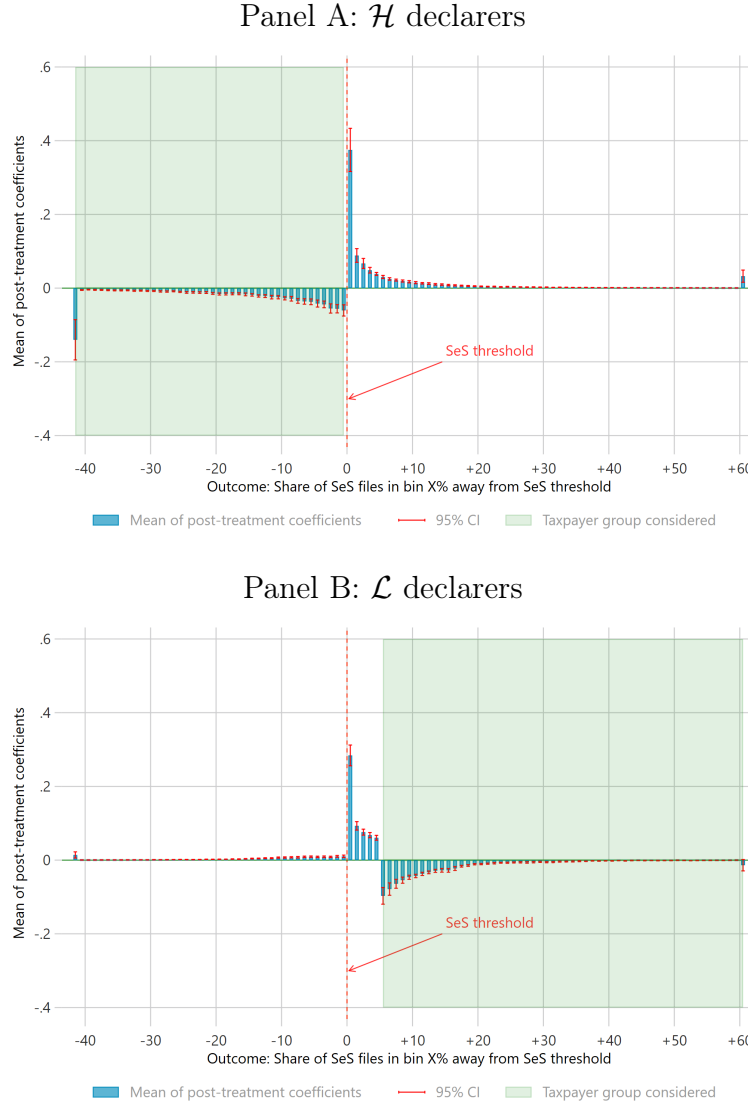 Panel A: ℋ declarers
Mean of post-treatment coefficients
.6
.4
.2
0
-.2
-.4
SeS threshold
-40 -30 -20 -10 0 +10 +20 +30 +40 +50 +60
Outcome: Share of SeS files in bin X% away from SeS threshold
Mean of post-treatment coefficients 95% CI Taxpayer group considered
Panel B: ℒ declarers
Mean of post-treatment coefficients
.6
.4
.2
0
-.2
-.4
SeS threshold
-40 -30 -20 -10 0 +10 +20 +30 +40 +50 +60
Outcome: Share of SeS files in bin X% away from SeS threshold
Mean of post-treatment coefficients 95% CI Taxpayer group considered